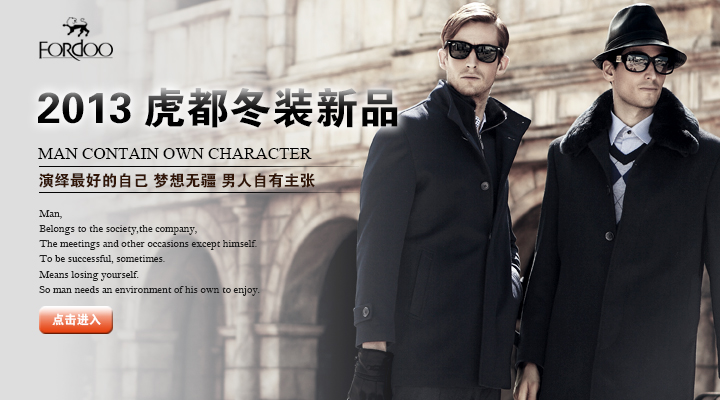 FORDOO
2013 虎都冬装新品
MAN CONTAIN OWN CHARACTER
演绎最好的自己 梦想无疆 男人自有主张
Man,
Belongs to the society,the company,
The meetings and other occasions except himself.
To be successful, sometimes.
Means losing yourself.
So man needs an environment of his own to enjoy.
点击进入